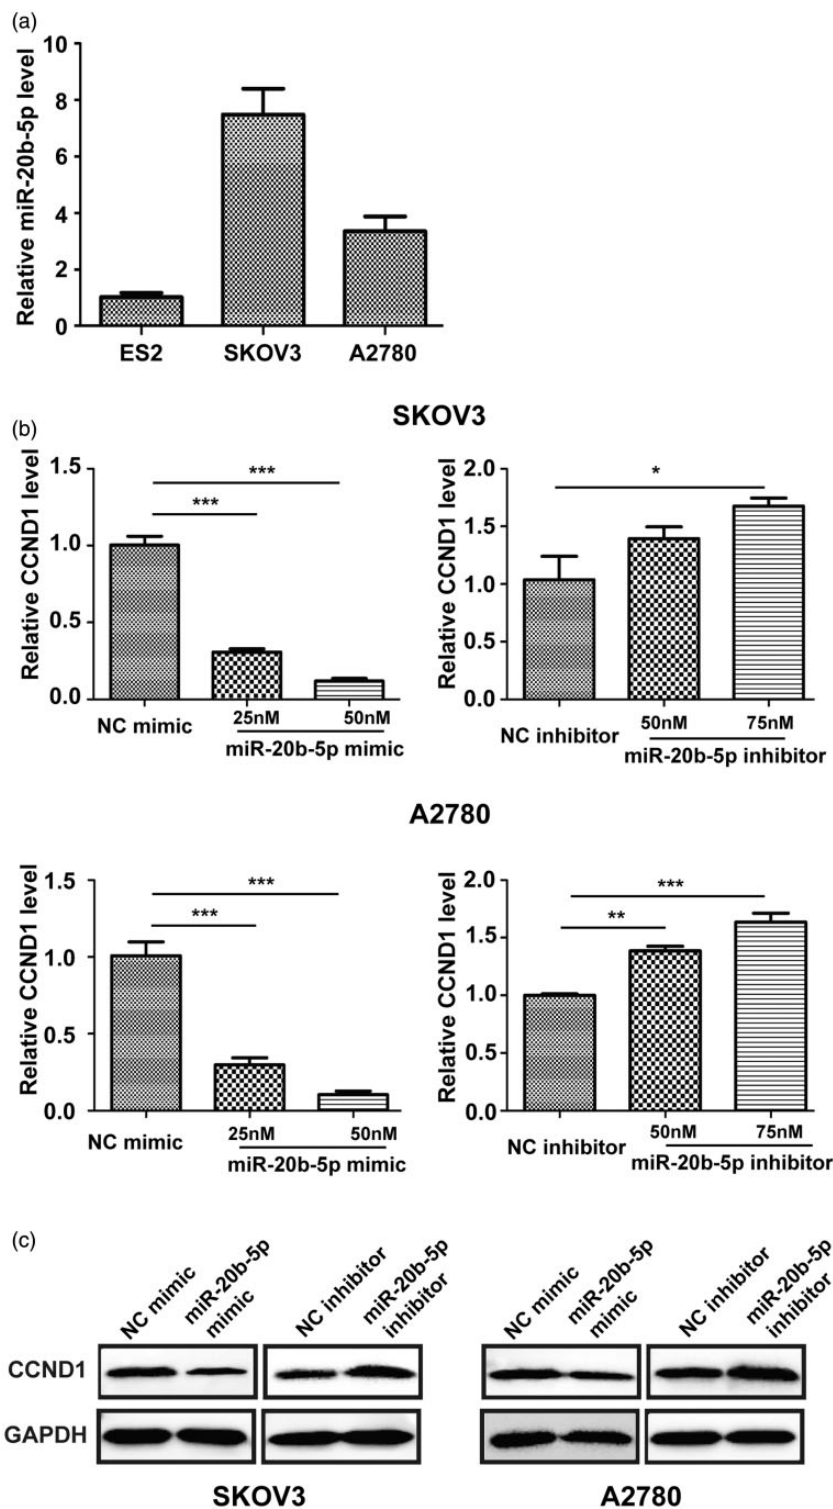 (a)
Relative miR-20b-5p level
10
8
6
4
2
0
ES2 SKOV3 A2780
(b)
SKOV3
Relative CCND1 level
1.5
1.0
0.5
0.0
***
***
NC mimic
25nM 50nM
miR-20b-5p mimic
Relative CCND1 level
2.0
1.5
1.0
0.5
0.0
*
NC inhibitor
50nM 75nM
miR-20b-5p inhibitor
A2780
Relative CCND1 level
1.5
1.0
0.5
0.0
***
***
NC mimic
25nM 50nM
miR-20b-5p mimic
Relative CCND1 level
2.0
1.5
1.0
0.5
0.0
***
**
NC inhibitor
50nM 75nM
miR-20b-5p inhibitor
(c)
NC mimic
miR-20b-5p
mimic
NC inhibitor
miR-20b-5p
inhibitor
NC mimic
miR-20b-5p
mimic
NC inhibitor
miR-20b-5p
inhibitor
CCND1
GAPDH
SKOV3 A2780